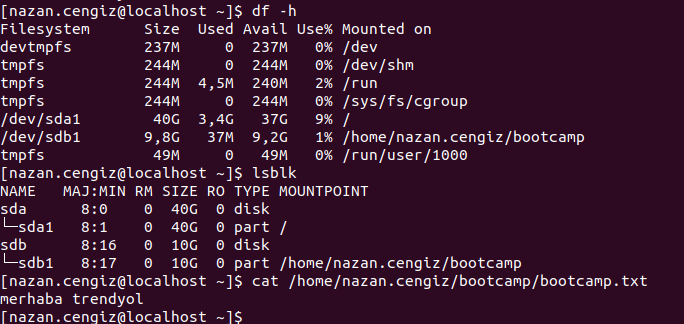 [nazan.cengiz@localhost ~]$ df -h
Filesystem      Size  Used Avail Use% Mounted on
devtmpfs        237M     0  237M   0% /dev
tmpfs           244M     0  244M   0% /dev/shm
tmpfs           244M  4,5M  240M   2% /run
tmpfs           244M     0  244M   0% /sys/fs/cgroup
/dev/sda1        40G  3,4G   37G   9% /
/dev/sdb1       9,8G   37M  9,2G   1% /home/nazan.cengiz/bootcamp
tmpfs            49M     0   49M   0% /run/user/1000
[nazan.cengiz@localhost ~]$ lsblk
NAME   MAJ:MIN RM SIZE RO TYPE MOUNTPOINT
sda      8:0    0  40G  0 disk
└─sda1   8:1    0  40G  0 part /
sdb      8:16   0  10G  0 disk
└─sdb1   8:17   0  10G  0 part /home/nazan.cengiz/bootcamp
[nazan.cengiz@localhost ~]$ cat /home/nazan.cengiz/bootcamp/bootcamp.txt
merhaba trendyol
[nazan.cengiz@localhost ~]$